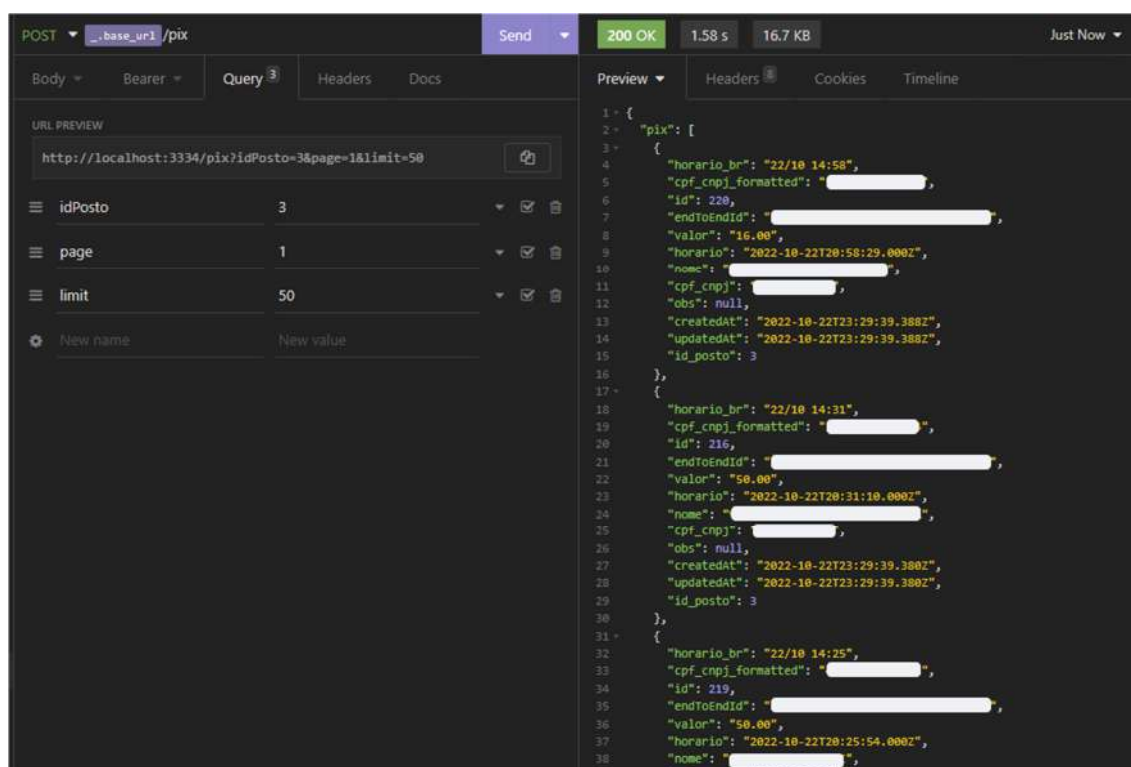 POST _.base_url /pix Send
200 OK 1.58 s 16.7 KB Just Now
Body Bearer Query 3 Headers Docs
Preview Headers 8 Cookies Timeline
URL PREVIEW
http://localhost:3334/pix?idPosto=3&page=1&limit=50
idPosto 3
page 1
limit 50
New name New value
1 {
2 "pix": [
3 {
4 "horario_br": "22/10 14:58",
5 "cpf_cnpj_formatted": " ",
6 "id": 220,
7 "endToEndId": " ",
8 "valor": "16.00",
9 "horario": "2022-10-22T20:58:29.000Z",
10 "nome": " ",
11 "cpf_cnpj": " ",
12 "obs": null,
13 "createdAt": "2022-10-22T23:29:39.388Z",
14 "updatedAt": "2022-10-22T23:29:39.388Z",
15 "id_posto": 3
16 },
17 {
18 "horario_br": "22/10 14:31",
19 "cpf_cnpj_formatted": " ",
20 "id": 216,
21 "endToEndId": " ",
22 "valor": "50.00",
23 "horario": "2022-10-22T20:31:10.000Z",
24 "nome": " ",
25 "cpf_cnpj": " ",
26 "obs": null,
27 "createdAt": "2022-10-22T23:29:39.380Z",
28 "updatedAt": "2022-10-22T23:29:39.380Z",
29 "id_posto": 3
30 },
31 {
32 "horario_br": "22/10 14:25",
33 "cpf_cnpj_formatted": " ",
34 "id": 219,
35 "endToEndId": " ",
36 "valor": "50.00",
37 "horario": "2022-10-22T20:25:54.000Z",
38 "nome": " ",